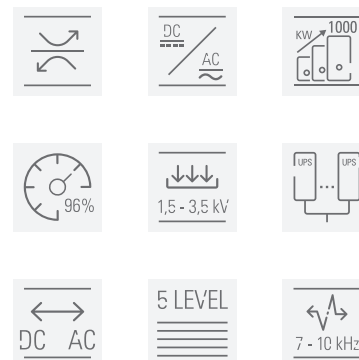 DC
AC
KW 1000
96%
1,5 - 3,5 kV
UPS UPS
DC AC
5 LEVEL
7 - 10 kHz